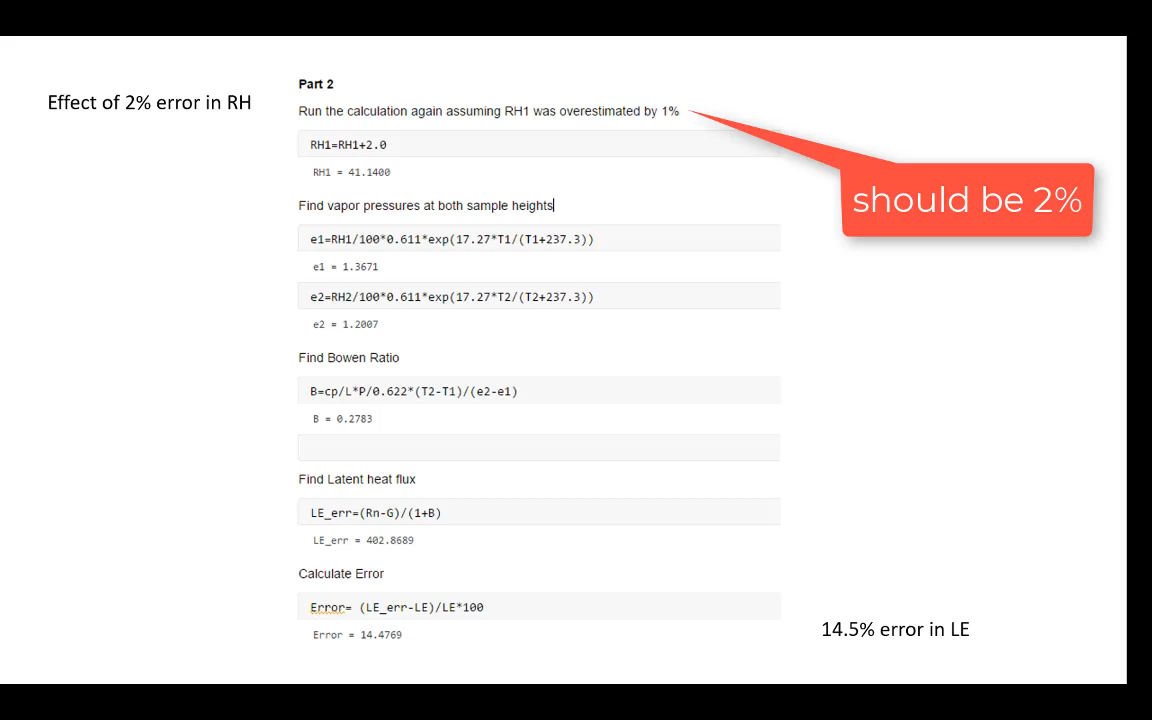 Effect of 2% error in RH
Part 2
Run the calculation again assuming RH1 was overestimated by 1%
should be 2%
RH1=RH1+2.0
RH1 = 41.1400
Find vapor pressures at both sample heights
e1=RH1/100*0.611*exp(17.27*T1/(T1+237.3))
e1 = 1.3671
e2=RH2/100*0.611*exp(17.27*T2/(T2+237.3))
e2 = 1.2007
Find Bowen Ratio
B=cp/L*P/0.622*(T2-T1)/(e2-e1)
B = 0.2783
Find Latent heat flux
LE_err=(Rn-G)/(1+B)
LE_err = 402.8689
Calculate Error
Error= (LE_err-LE)/LE*100
Error = 14.4769
14.5% error in LE